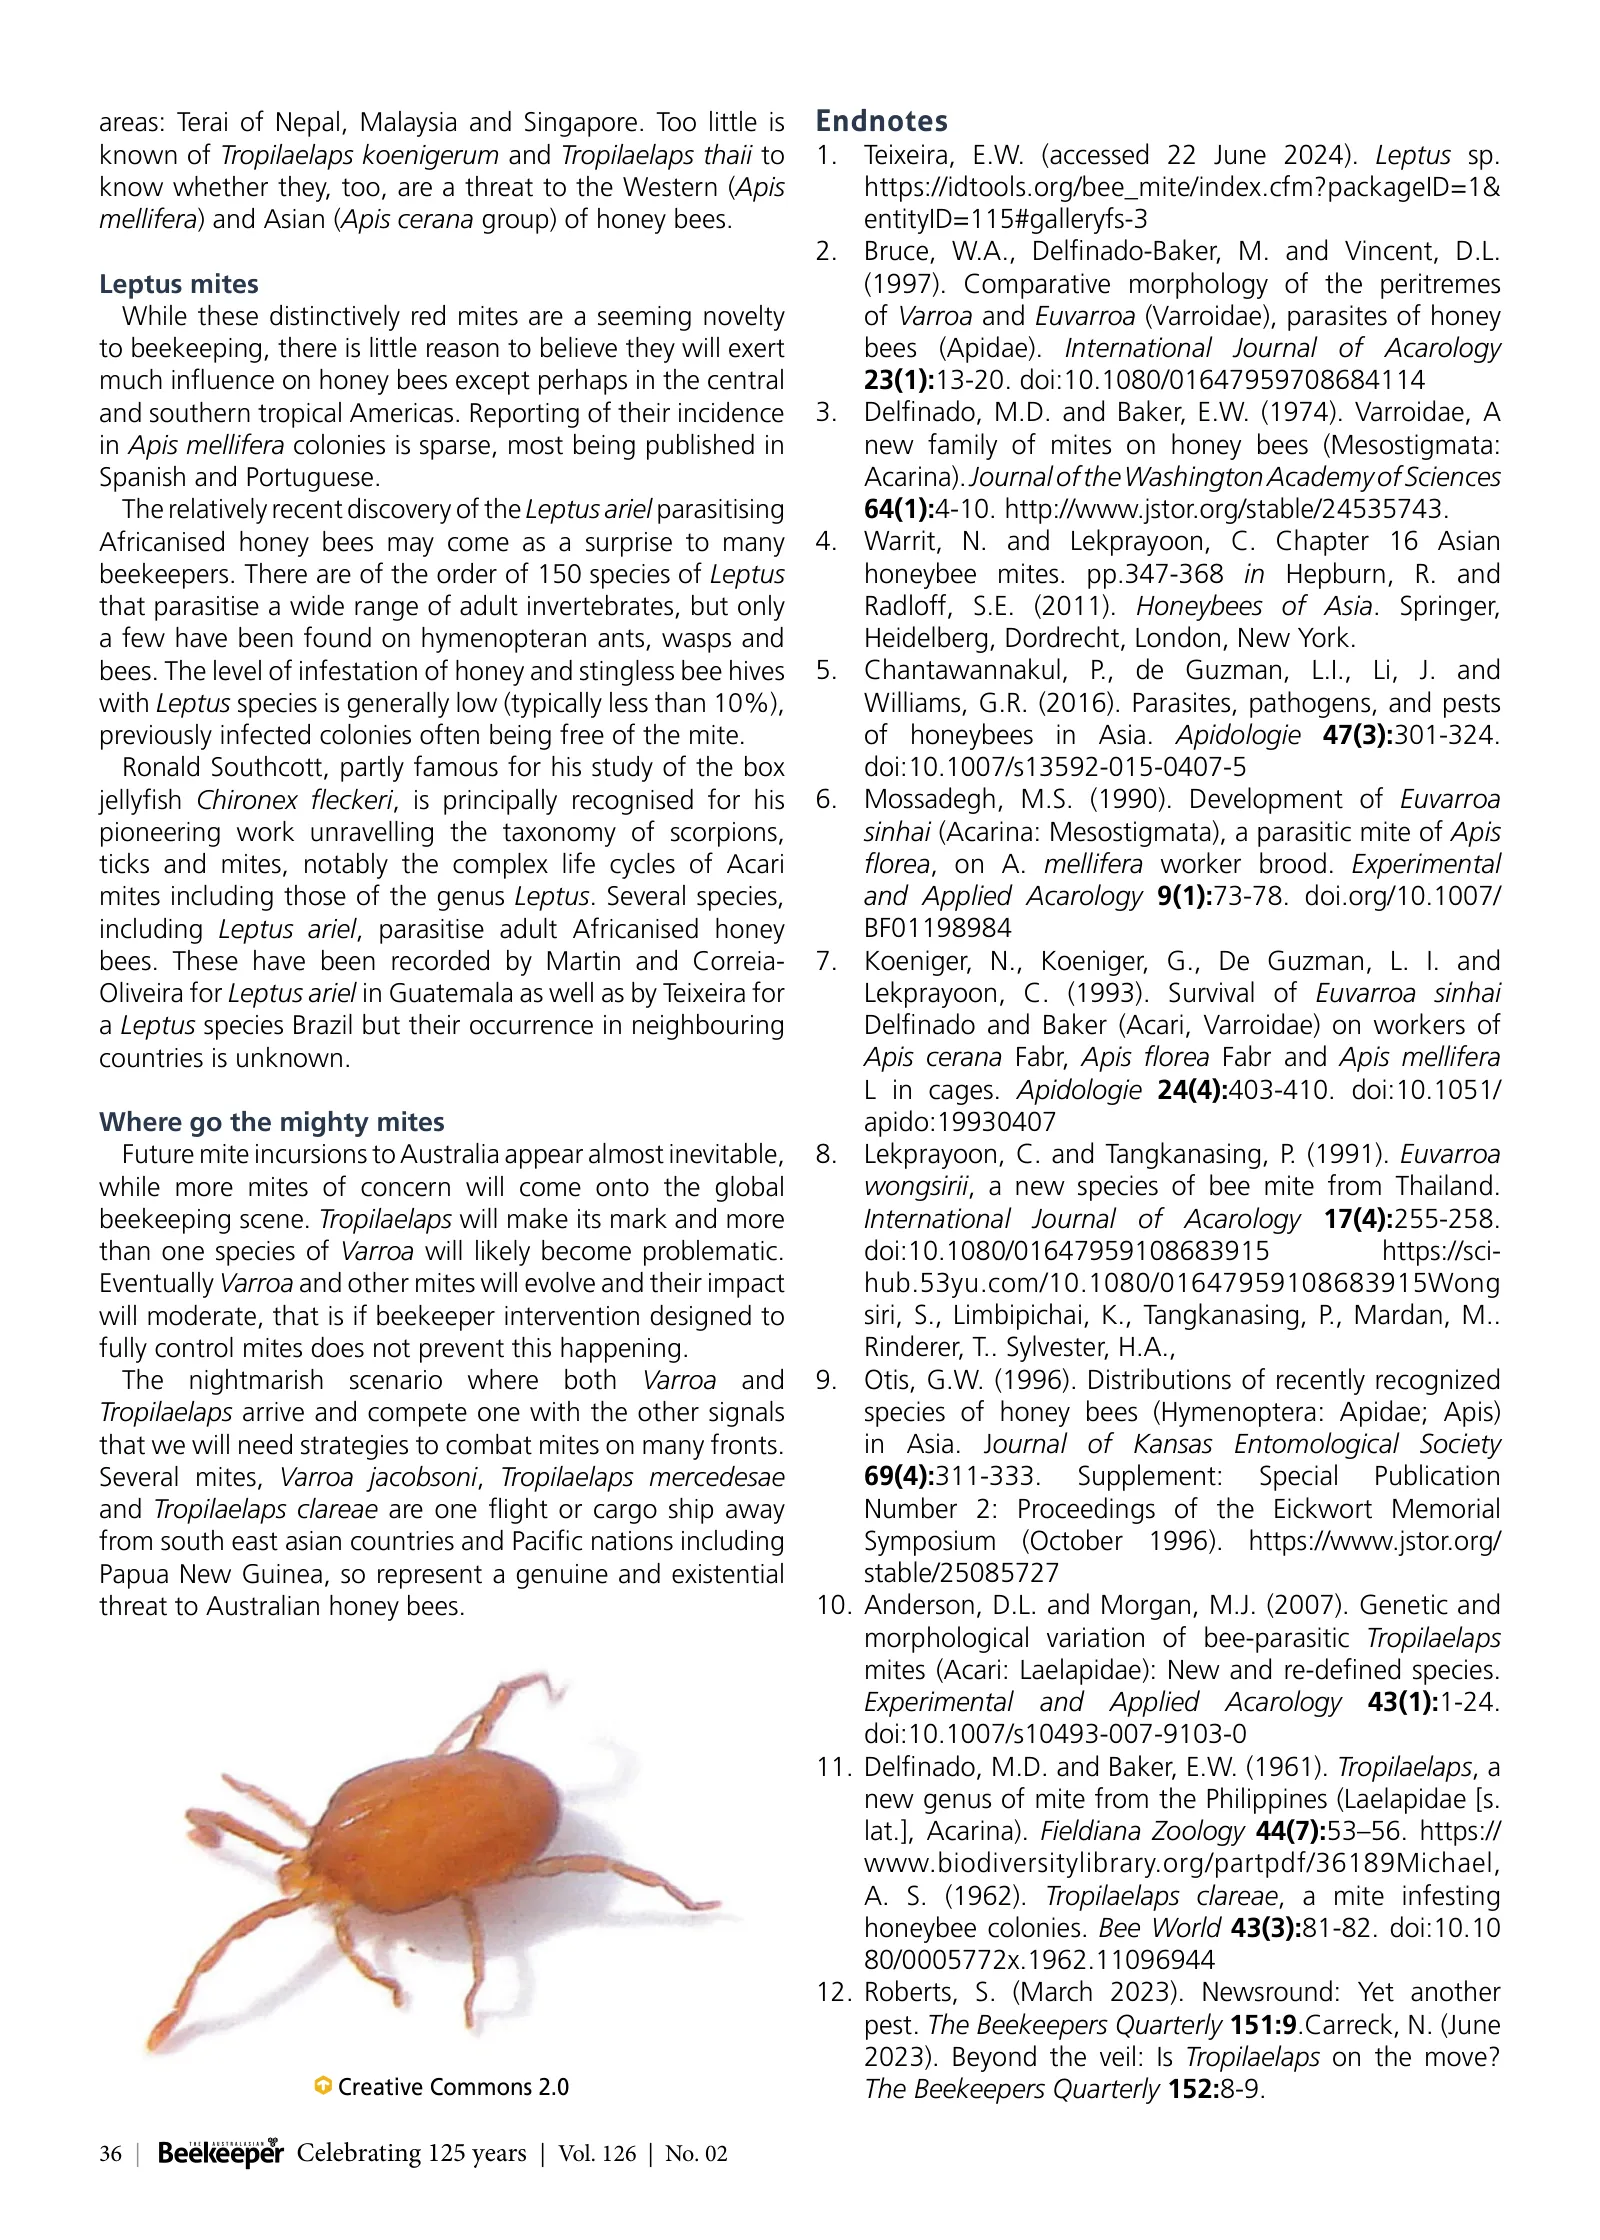 areas: Terai of Nepal, Malaysia and Singapore. Too little is
known of Tropilaelaps koenigerum and Tropilaelaps thaii to
know whether they, too, are a threat to the Western (Apis
mellifera) and Asian (Apis cerana group) of honey bees.
Leptus mites
While these distinctively red mites are a seeming novelty
to beekeeping, there is little reason to believe they will exert
much influence on honey bees except perhaps in the central
and southern tropical Americas. Reporting of their incidence
in Apis mellifera colonies is sparse, most being published in
Spanish and Portuguese.
The relatively recent discovery of the Leptus ariel parasitising
Africanised honey bees may come as a surprise to many
beekeepers. There are of the order of 150 species of Leptus
that parasitise a wide range of adult invertebrates, but only
a few have been found on hymenopteran ants, wasps and
bees. The level of infestation of honey and stingless bee hives
with Leptus species is generally low (typically less than 10%),
previously infected colonies often being free of the mite.
Ronald Southcott, partly famous for his study of the box
jellyfish Chironex fleckeri, is principally recognised for his
pioneering work unravelling the taxonomy of scorpions,
ticks and mites, notably the complex life cycles of Acari
mites including those of the genus Leptus. Several species,
including Leptus ariel, parasitise adult Africanised honey
bees. These have been recorded by Martin and Correia-
Oliveira for Leptus ariel in Guatemala as well as by Teixeira for
a Leptus species Brazil but their occurrence in neighbouring
countries is unknown.
Where go the mighty mites
Future mite incursions to Australia appear almost inevitable,
while more mites of concern will come onto the global
beekeeping scene. Tropilaelaps will make its mark and more
than one species of Varroa will likely become problematic.
Eventually Varroa and other mites will evolve and their impact
will moderate, that is if beekeeper intervention designed to
fully control mites does not prevent this happening.
The nightmarish scenario where both Varroa and
Tropilaelaps arrive and compete one with the other signals
that we will need strategies to combat mites on many fronts.
Several mites, Varroa jacobsoni, Tropilaelaps mercedesae
and Tropilaelaps clareae are one flight or cargo ship away
from south east asian countries and Pacific nations including
Papua New Guinea, so represent a genuine and existential
threat to Australian honey bees.
Creative Commons 2.0
Endnotes
1. Teixeira, E.W. (accessed 22 June 2024). Leptus sp.
https://idtools.org/bee_mite/index.cfm?packageID=1&
entityID=115#galleryfs-3
2. Bruce, W.A., Delfinado-Baker, M. and Vincent, D.L.
(1997). Comparative morphology of the peritremes
of Varroa and Euvarroa (Varroidae), parasites of honey
bees (Apidae). International Journal of Acarology
23(1):13-20. doi:10.1080/01647959708684114
3. Delfinado, M.D. and Baker, E.W. (1974). Varroidae, A
new family of mites on honey bees (Mesostigmata:
Acarina). Journal of the Washington Academy of Sciences
64(1):4-10. http://www.jstor.org/stable/24535743.
4. Warrit, N. and Lekprayoon, C. Chapter 16 Asian
honeybee mites. pp.347-368 in Hepburn, R. and
Radloff, S.E. (2011). Honeybees of Asia. Springer,
Heidelberg, Dordrecht, London, New York.
5. Chantawannakul, P., de Guzman, L.I., Li, J. and
Williams, G.R. (2016). Parasites, pathogens, and pests
of honeybees in Asia. Apidologie 47(3):301-324.
doi:10.1007/s13592-015-0407-5
6. Mossadegh, M.S. (1990). Development of Euvarroa
sinhai (Acarina: Mesostigmata), a parasitic mite of Apis
florea, on A. mellifera worker brood. Experimental
and Applied Acarology 9(1):73-78. doi.org/10.1007/
BF01198984
7. Koeniger, N., Koeniger, G., De Guzman, L. I. and
Lekprayoon, C. (1993). Survival of Euvarroa sinhai
Delfinado and Baker (Acari, Varroidae) on workers of
Apis cerana Fabr, Apis florea Fabr and Apis mellifera
L in cages. Apidologie 24(4):403-410. doi:10.1051/
apido:19930407
8. Lekprayoon, C. and Tangkanasing, P. (1991). Euvarroa
wongsirii, a new species of bee mite from Thailand.
International Journal of Acarology 17(4):255-258.
doi:10.1080/01647959108683915 https://sci-
hub.53yu.com/10.1080/01647959108683915Wong
siri, S., Limbipichai, K., Tangkanasing, P., Mardan, M..
Rinderer, T.. Sylvester, H.A.,
9. Otis, G.W. (1996). Distributions of recently recognized
species of honey bees (Hymenoptera: Apidae; Apis)
in Asia. Journal of Kansas Entomological Society
69(4):311-333. Supplement: Special Publication
Number 2: Proceedings of the Eickwort Memorial
Symposium (October 1996). https://www.jstor.org/
stable/25085727
10. Anderson, D.L. and Morgan, M.J. (2007). Genetic and
morphological variation of bee-parasitic Tropilaelaps
mites (Acari: Laelapidae): New and re-defined species.
Experimental and Applied Acarology 43(1):1-24.
doi:10.1007/s10493-007-9103-0
11. Delfinado, M.D. and Baker, E.W. (1961). Tropilaelaps, a
new genus of mite from the Philippines (Laelapidae [s.
lat.], Acarina). Fieldiana Zoology 44(7):53–56. https://
www.biodiversitylibrary.org/partpdf/36189Michael,
A. S. (1962). Tropilaelaps clareae, a mite infesting
honeybee colonies. Bee World 43(3):81-82. doi:10.10
80/0005772x.1962.11096944
12. Roberts, S. (March 2023). Newsround: Yet another
pest. The Beekeepers Quarterly 151:9.Carreck, N. (June
2023). Beyond the veil: Is Tropilaelaps on the move?
The Beekeepers Quarterly 152:8-9.
36 | THE AUSTRALASIAN Beekeeper Celebrating 125 years | Vol. 126 | No. 02